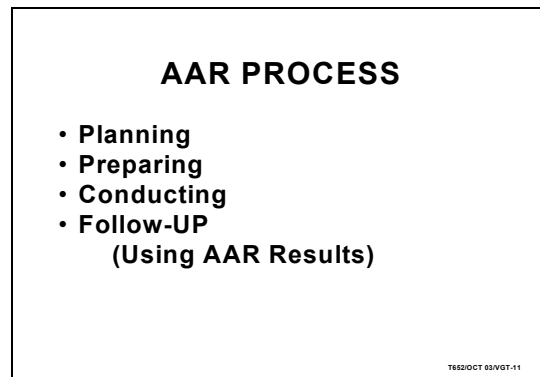 AAR PROCESS
• Planning
• Preparing
• Conducting
• Follow-UP
(Using AAR Results)
T652/OCT 03/VGT-11